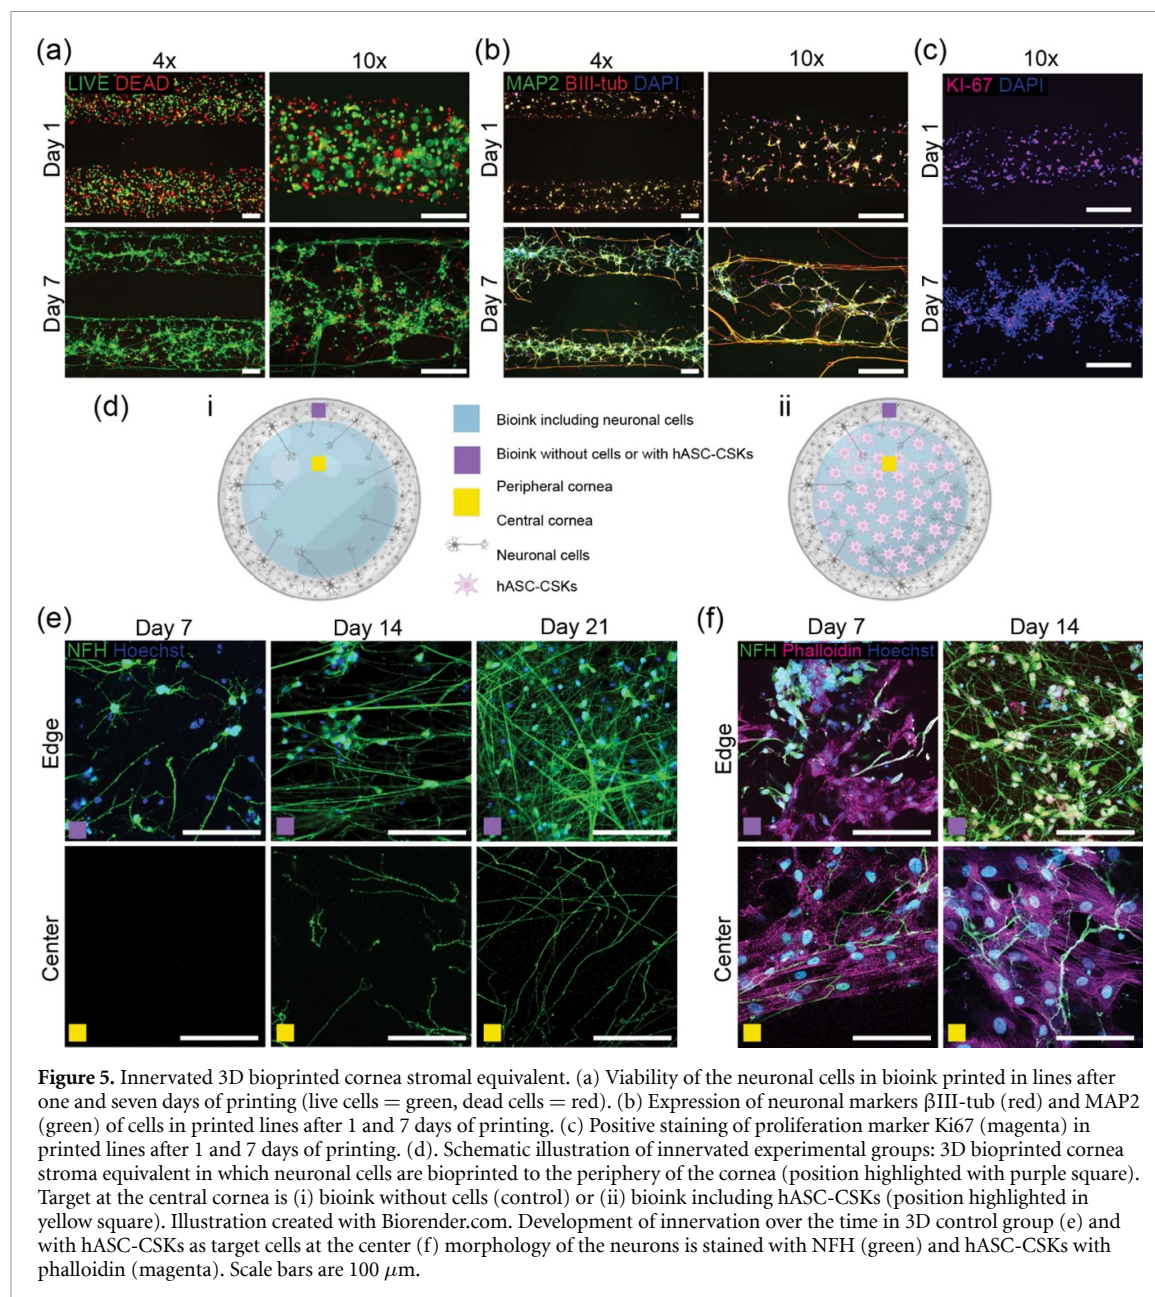 (a)
4x
10x
LIVE DEAD
Day 1
Day 7
(b)
4x
10x
MAP2 BIII-tub DAPI
Day 1
Day 7
(c)
10x
KI-67 DAPI
Day 1
Day 7
(d)
i
Bioink including neuronal cells
Bioink without cells or with hASC-CSKs
Peripheral cornea
Central cornea
Neuronal cells
hASC-CSKs
ii
(e)
Day 7
Day 14
Day 21
NFH Hoechst
Edge
Center
(f)
Day 7
Day 14
NFH Phalloidin Hoechst
Edge
Center
Figure 5. Innervated 3D bioprinted cornea stromal equivalent. (a) Viability of the neuronal cells in bioink printed in lines after
one and seven days of printing (live cells = green, dead cells = red). (b) Expression of neuronal markers βIII-tub (red) and MAP2
(green) of cells in printed lines after 1 and 7 days of printing. (c) Positive staining of proliferation marker Ki67 (magenta) in
printed lines after 1 and 7 days of printing. (d). Schematic illustration of innervated experimental groups: 3D bioprinted cornea
stroma equivalent in which neuronal cells are bioprinted to the periphery of the cornea (position highlighted with purple square).
Target at the central cornea is (i) bioink without cells (control) or (ii) bioink including hASC-CSKs (position highlighted in
yellow square). Illustration created with Biorender.com. Development of innervation over the time in 3D control group (e) and
with hASC-CSKs as target cells at the center (f) morphology of the neurons is stained with NFH (green) and hASC-CSKs with
phalloidin (magenta). Scale bars are 100 μm.